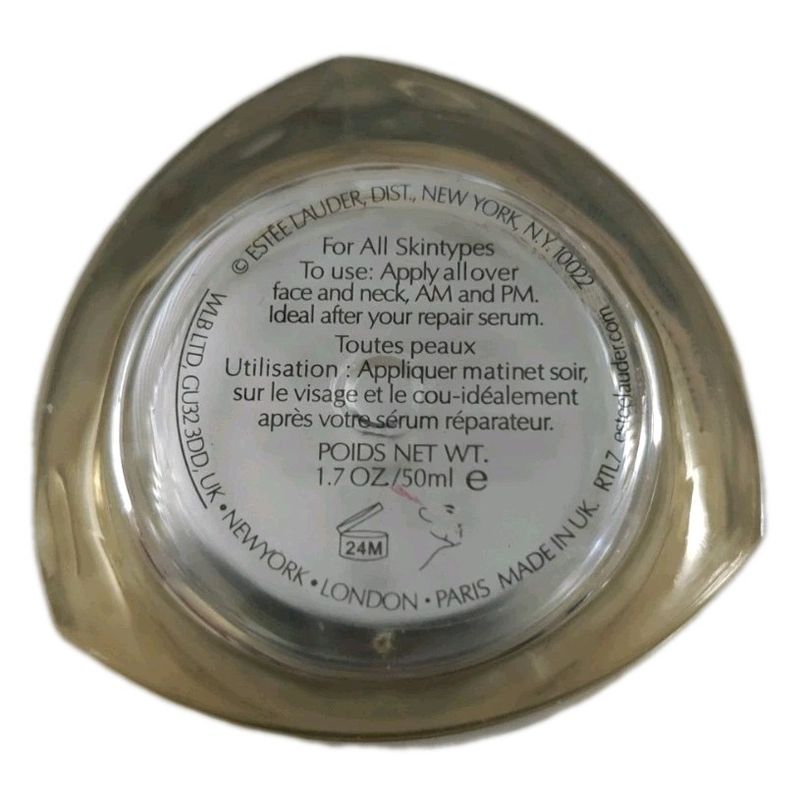 © ESTÉE LAUDER, DIST., NEW YORK, N.Y. 10022
For All Skintypes
To use: Apply all over
face and neck, AM and PM.
Ideal after your repair serum.
Toutes peaux
Utilisation : Appliquer matinet soir,
sur le visage et le cou-idéalement
après votre sérum réparateur.
POIDS NET WT.
1.7 OZ./50ml e
24M
WLB LTD, GU32 3DD, UK • NEW YORK • LONDON • PARIS MADE IN UK. RTL7 esteelauder.com